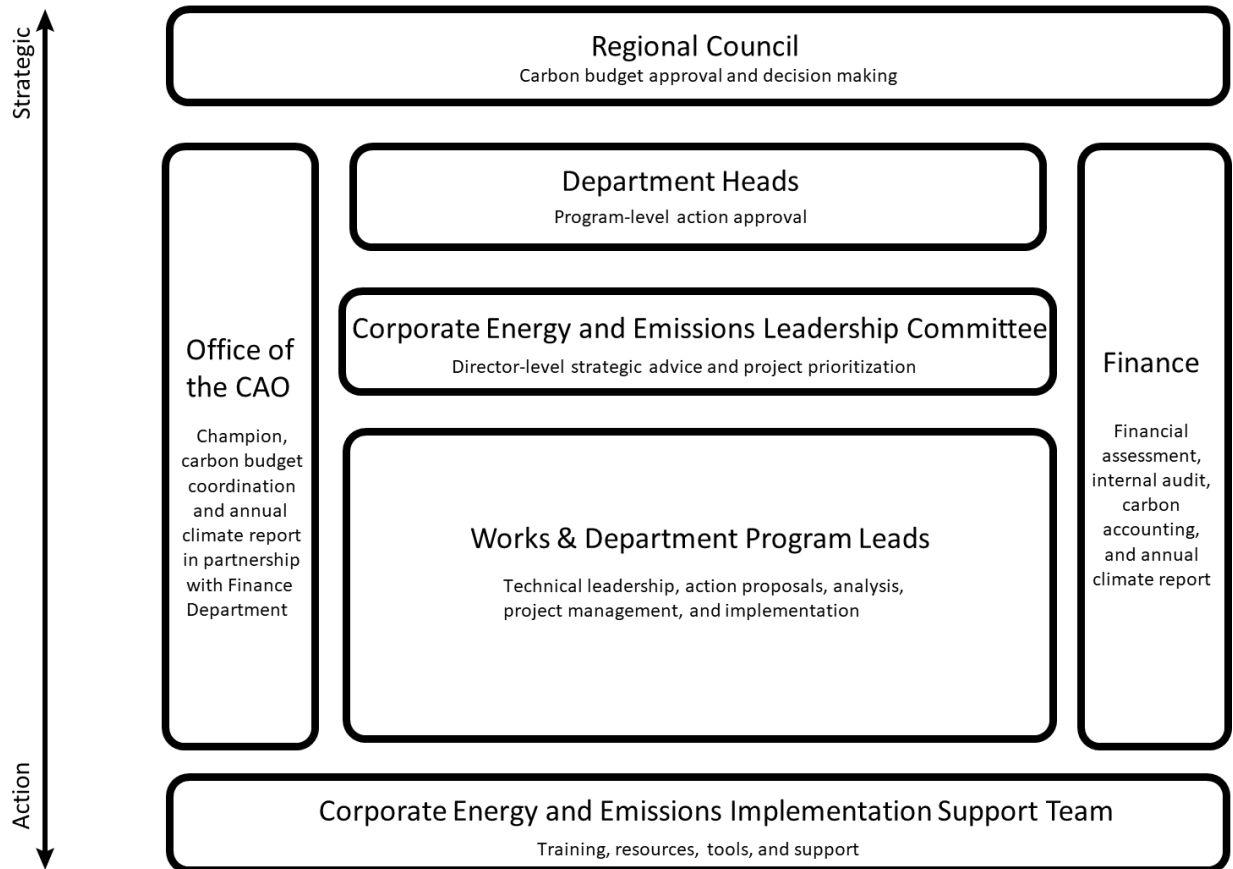 Strategic
Regional Council
Carbon budget approval and decision making
Department Heads
Program-level action approval
Corporate Energy and Emissions Leadership Committee
Director-level strategic advice and project prioritization
Office of
the CAO
Champion,
carbon budget
coordination
and annual
climate report
in partnership
with Finance
Department
Works & Department Program Leads
Technical leadership, action proposals, analysis,
project management, and implementation
Finance
Financial
assessment,
internal audit,
carbon
accounting,
and annual
climate report
Action
Corporate Energy and Emissions Implementation Support Team
Training, resources, tools, and support